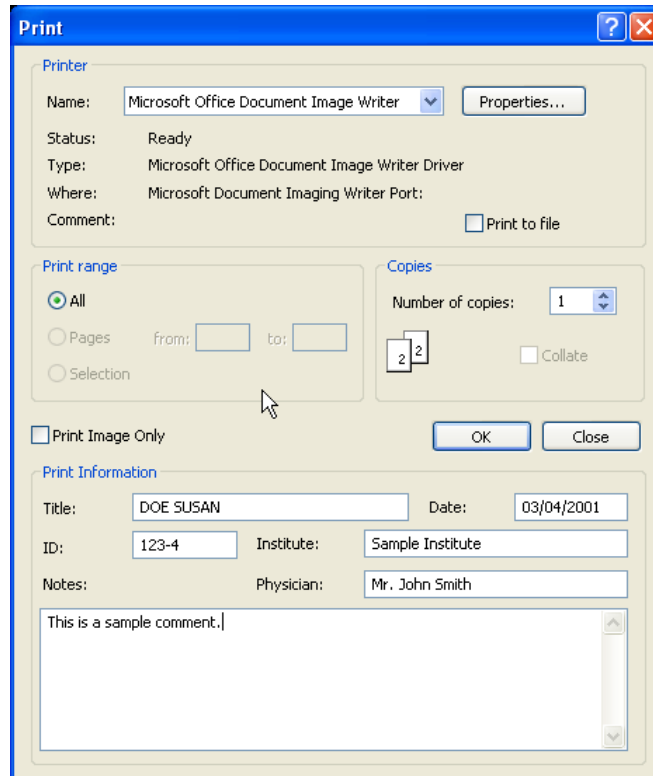 Print
Printer
Name: Microsoft Office Document Image Writer Properties...
Status: Ready
Type: Microsoft Office Document Image Writer Driver
Where: Microsoft Document Imaging Writer Port:
Comment: Print to file
Print range
All
Pages from: to:
Selection
Copies
Number of copies: 1
2 2
Collate
Print Image Only OK Close
Print Information
Title: DOE SUSAN Date: 03/04/2001
ID: 123-4 Institute: Sample Institute
Notes: Physician: Mr. John Smith
This is a sample comment.